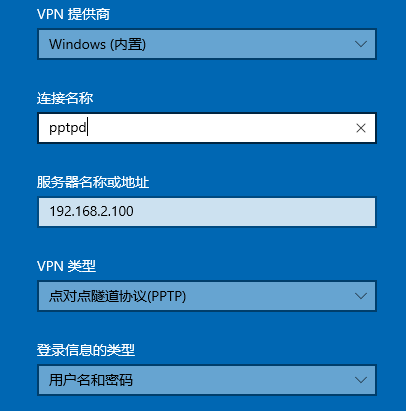 VPN 提供商
Windows (内置)
连接名称
pptpd
服务器名称或地址
192.168.2.100
VPN 类型
点对点隧道协议(PPTP)
登录信息的类型
用户名和密码